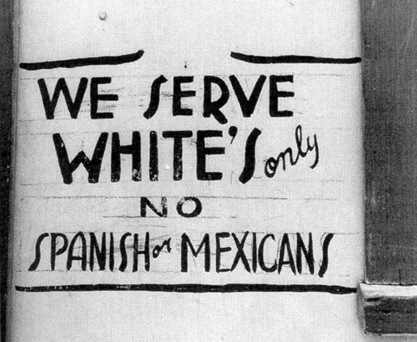 WE SERVE
WHITE'S only
NO
SPANISH or MEXICANS